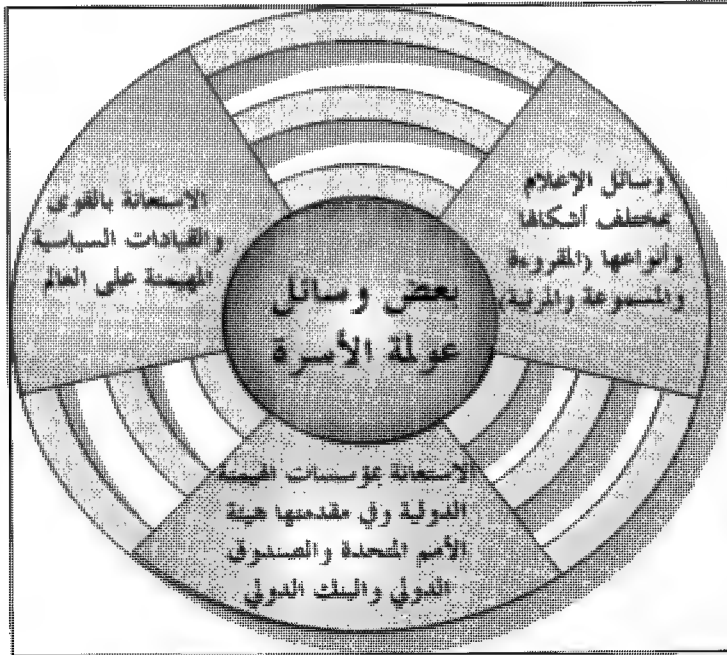 بعض وسائل
عولمة الأسرة
وسائل الإعلام
بمختلف أشكالها
وأنواعها (المقروءة
والمسموعة والمرئية)
الاستعانة بالقوى
والقيادات السياسية
المهيمنة على العالم
الاستعانة بمؤسسات الهيمنة
الدولية وفي مقدمتها هيئة
الأمم المتحدة والصندوق
الدولي والبنك الدولي